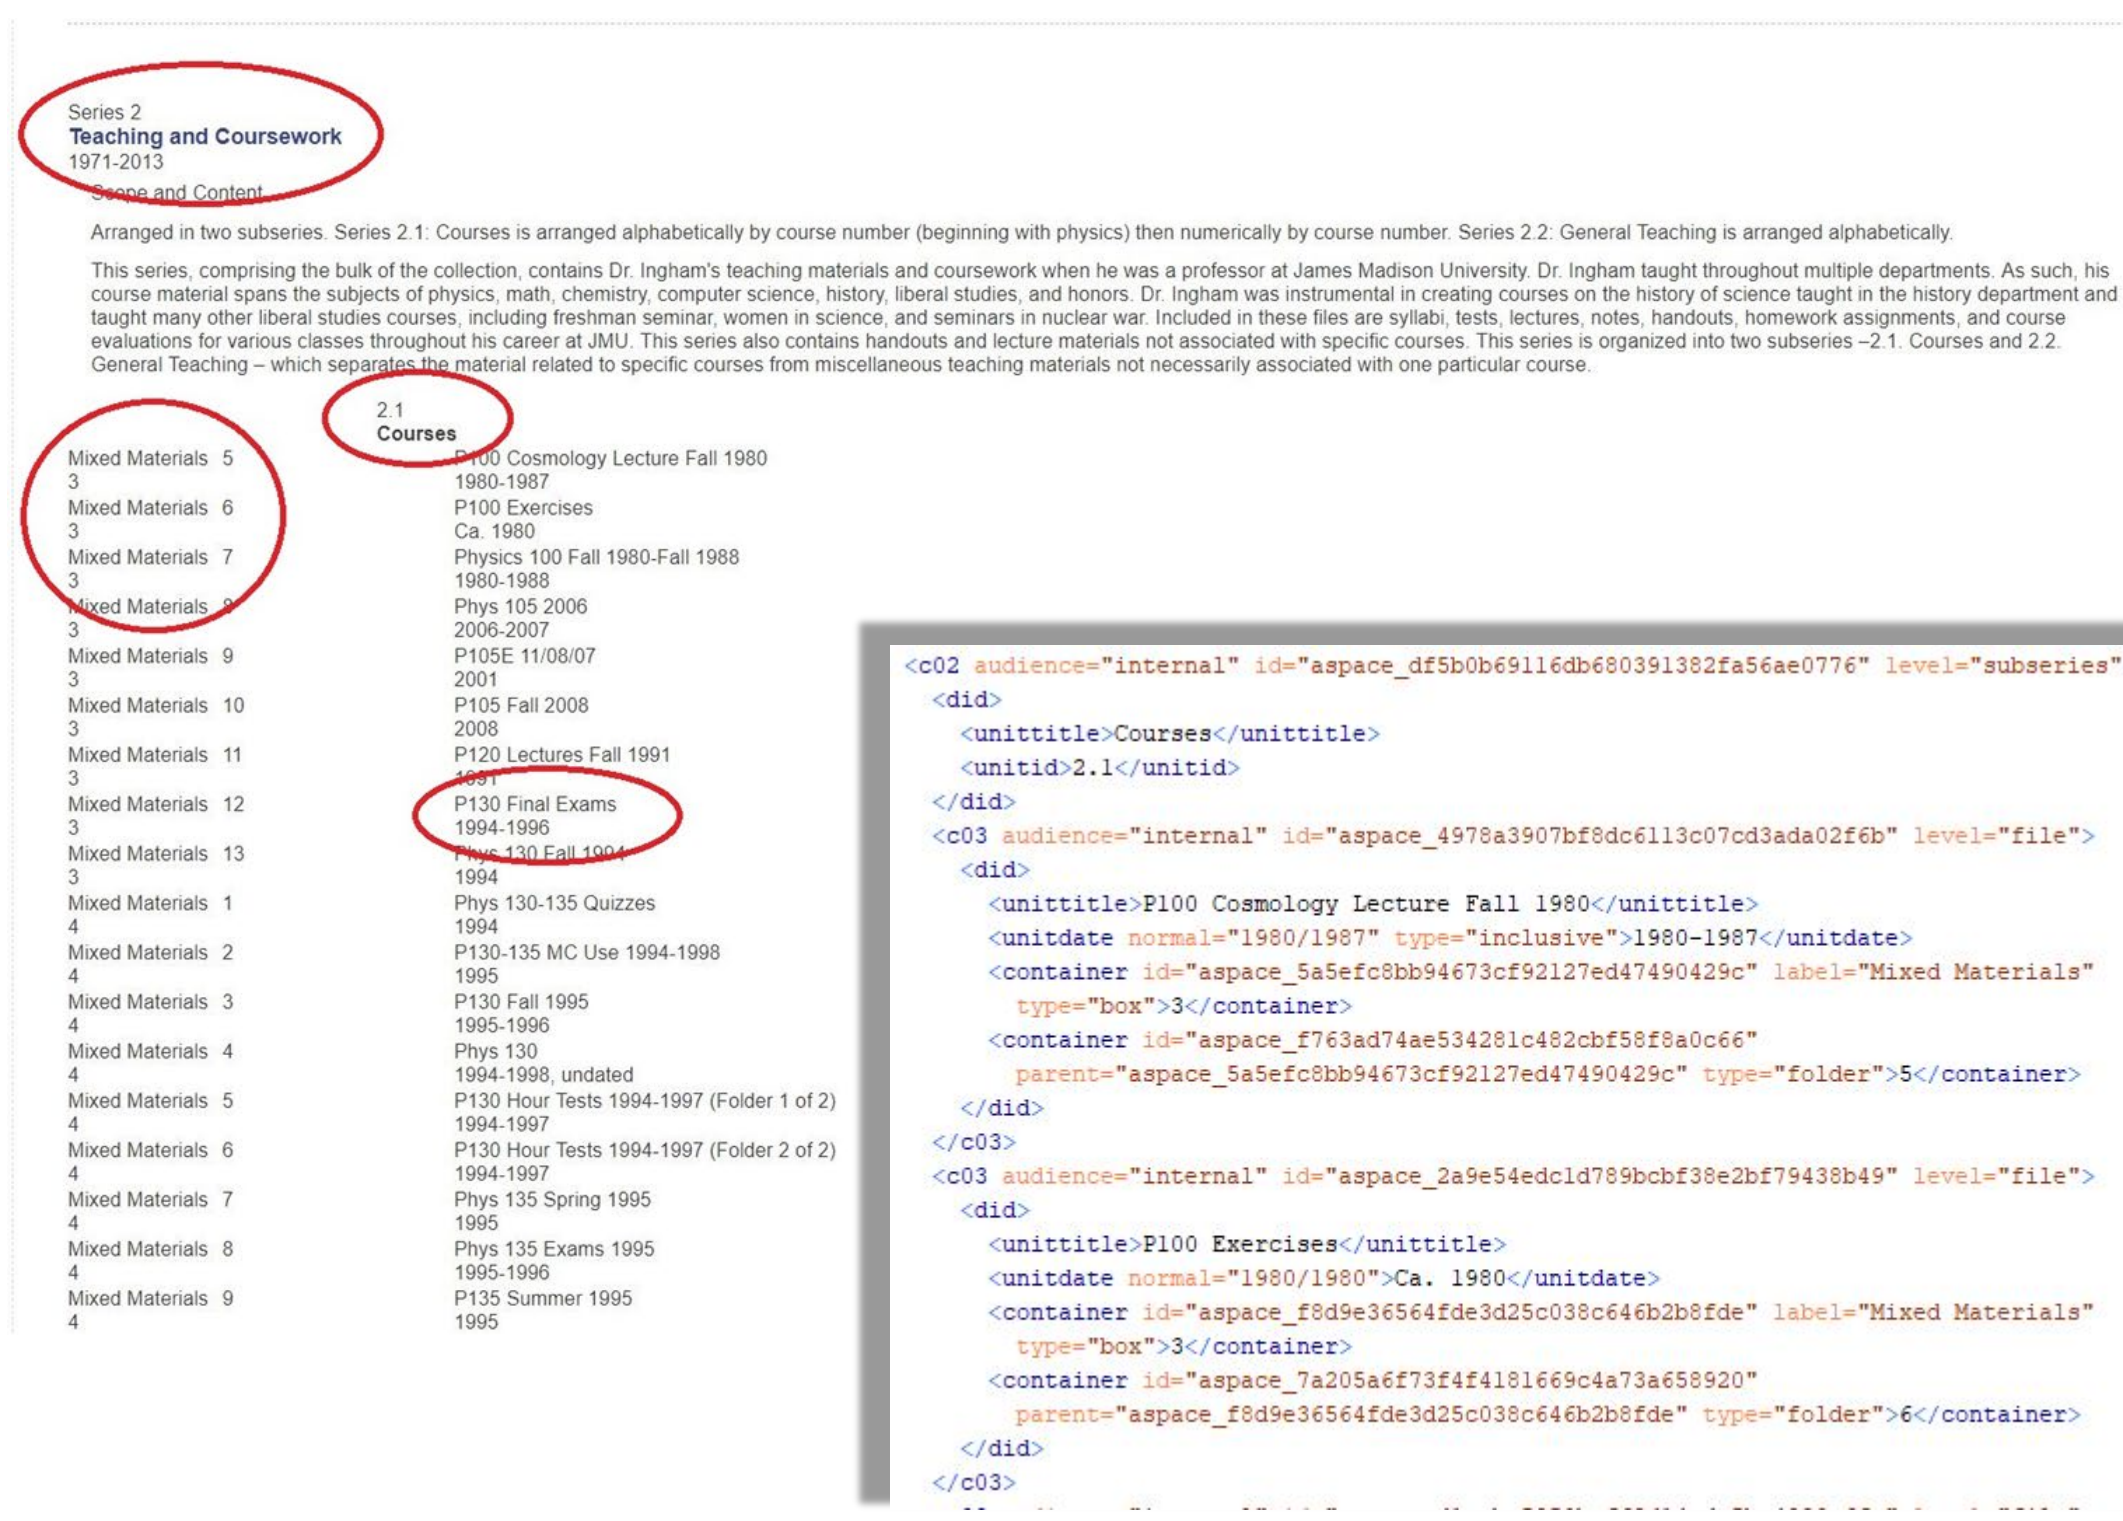 Series 2
Teaching and Coursework
1971-2013
Scope and Content
Arranged in two subseries. Series 2.1: Courses is arranged alphabetically by course number (beginning with physics) then numerically by course number. Series 2.2: General Teaching is arranged alphabetically.
This series, comprising the bulk of the collection, contains Dr. Ingham's teaching materials and coursework when he was a professor at James Madison University. Dr. Ingham taught throughout multiple departments. As such, his
course material spans the subjects of physics, math, chemistry, computer science, history, liberal studies, and honors. Dr. Ingham was instrumental in creating courses on the history of science taught in the history department and
taught many other liberal studies courses, including freshman seminar, women in science, and seminars in nuclear war. Included in these files are syllabi, tests, lectures, notes, handouts, homework assignments, and course
evaluations for various classes throughout his career at JMU. This series also contains handouts and lecture materials not associated with specific courses. This series is organized into two subseries –2.1. Courses and 2.2.
General Teaching – which separates the material related to specific courses from miscellaneous teaching materials not necessarily associated with one particular course.
2.1
Courses
Mixed Materials 5 P100 Cosmology Lecture Fall 1980
3 1980-1987
Mixed Materials 6 P100 Exercises
3 Ca. 1980
Mixed Materials 7 Physics 100 Fall 1980-Fall 1988
3 1980-1988
Mixed Materials 8 Phys 105 2006
3 2006-2007
Mixed Materials 9 P105E 11/08/07
3 2001
Mixed Materials 10 P105 Fall 2008
3 2008
Mixed Materials 11 P120 Lectures Fall 1991
3 1991
Mixed Materials 12 P130 Final Exams
3 1994-1996
Mixed Materials 13 Phys 130 Fall 1994
3 1994
Mixed Materials 1 Phys 130-135 Quizzes
4 1994
Mixed Materials 2 P130-135 MC Use 1994-1998
4 1995
Mixed Materials 3 P130 Fall 1995
4 1995-1996
Mixed Materials 4 Phys 130
4 1994-1998, undated
Mixed Materials 5 P130 Hour Tests 1994-1997 (Folder 1 of 2)
4 1994-1997
Mixed Materials 6 P130 Hour Tests 1994-1997 (Folder 2 of 2)
4 1994-1997
Mixed Materials 7 Phys 135 Spring 1995
4 1995
Mixed Materials 8 Phys 135 Exams 1995
4 1995-1996
Mixed Materials 9 P135 Summer 1995
4 1995
<c02 audience="internal" id="aspace_df5b0b69116db680391382fa56ae0776" level="subseries"
<did>
<unittitle>Courses</unittitle>
<unitid>2.1</unitid>
</did>
<c03 audience="internal" id="aspace_4978a3907bf8dc6113c07cd3ada02f6b" level="file">
<did>
<unittitle>P100 Cosmology Lecture Fall 1980</unittitle>
<unitdate normal="1980/1987" type="inclusive">1980-1987</unitdate>
<container id="aspace_5a5efc8bb94673cf92127ed47490429c" label="Mixed Materials"
type="box">3</container>
<container id="aspace_f763ad74ae534281c482cbf58f8a0c66"
parent="aspace_5a5efc8bb94673cf92127ed47490429c" type="folder">5</container>
</did>
</c03>
<c03 audience="internal" id="aspace_2a9e54edc1d789bcbf38e2bf79438b49" level="file">
<did>
<unittitle>P100 Exercises</unittitle>
<unitdate normal="1980/1980">Ca. 1980</unitdate>
<container id="aspace_f8d9e36564fde3d25c038c646b2b8fde" label="Mixed Materials"
type="box">3</container>
<container id="aspace_7a205a6f73f4f4181669c4a73a658920"
parent="aspace_f8d9e36564fde3d25c038c646b2b8fde" type="folder">6</container>
</did>
</c03>